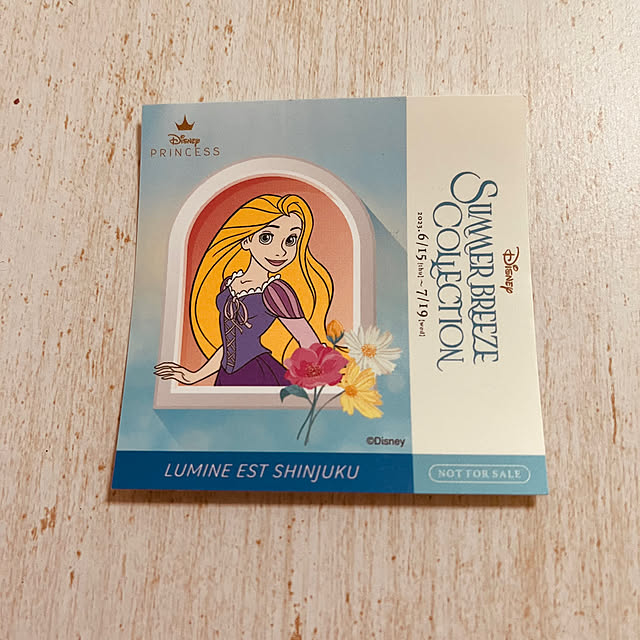 Disney
PRINCESS
©Disney
LUMINE EST SHINJUKU
Disney
SUMMER BREEZE
COLLECTION
2023.6/15[thu]~7/19[wed]
NOT FOR SALE